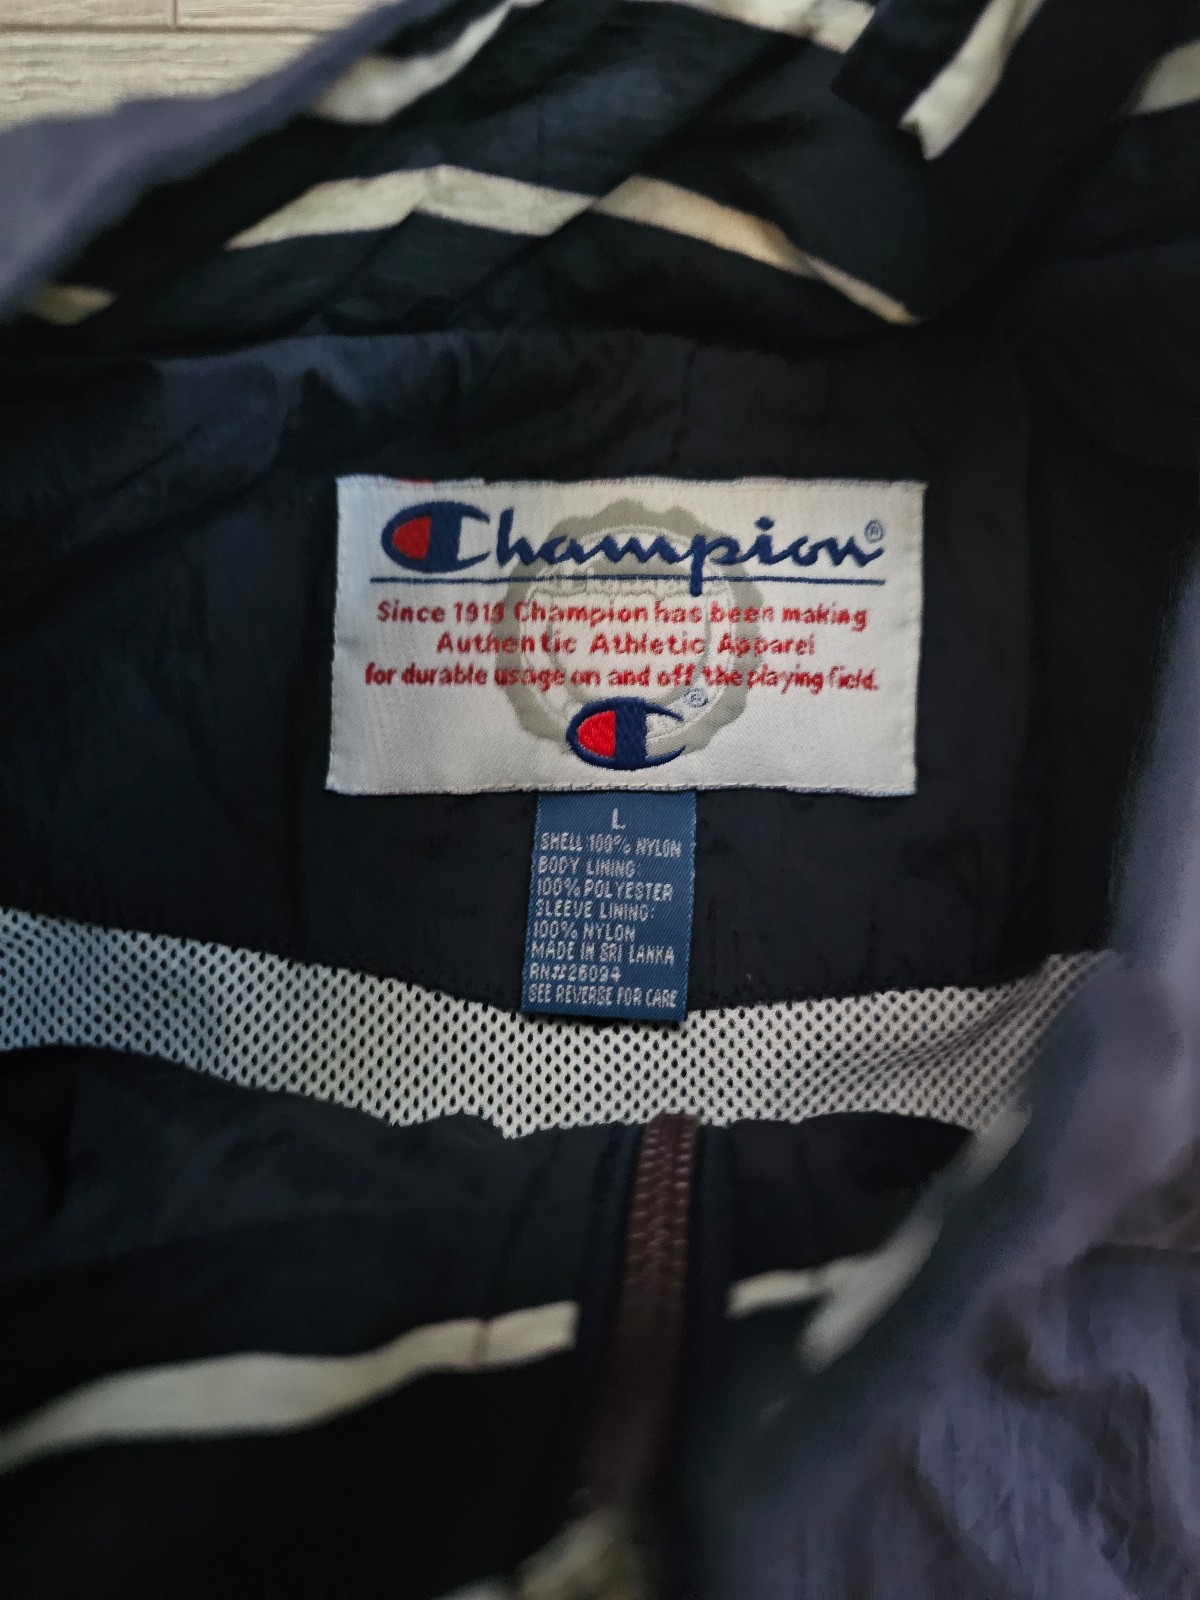 Champion®
Since 1919 Champion has been making
Authentic Athletic Apparel
for durable usage on and off the playing field.
®
L
SHELL 100% NYLON
BODY LINING:
100% POLYESTER
SLEEVE LINING:
100% NYLON
MADE IN SRI LANKA
RN#26094
SEE REVERSE FOR CARE